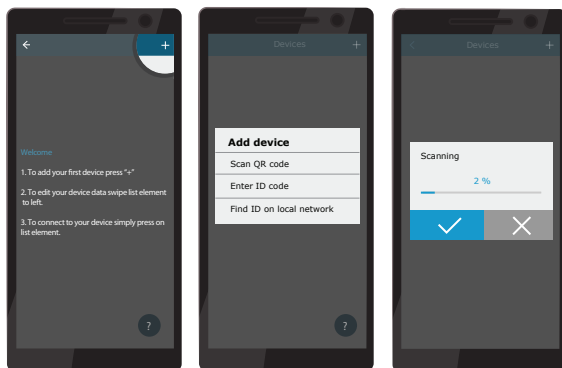 Welcome
1. To add your first device press "+"
2. To edit your device data swipe list element
to left.
3. To connect to your device simply press on
list element.
?
Devices +
Add device
Scan QR code
Enter ID code
Find ID on local network
?
Devices +
Scanning
2 %